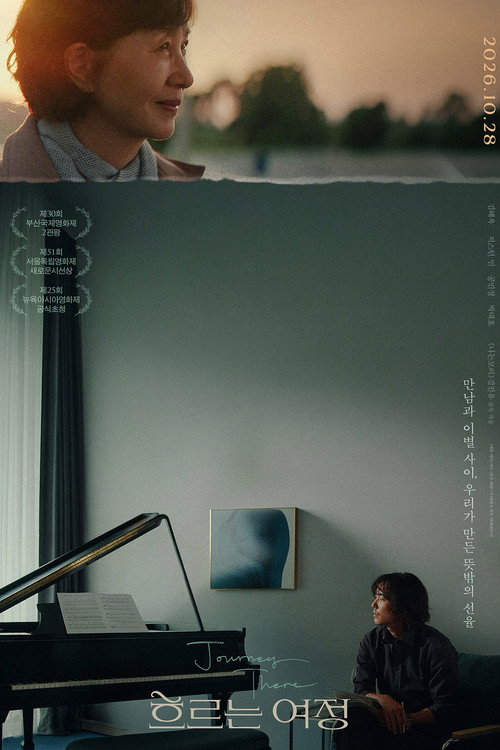 2026.10.28
제30회
부산국제영화제
2관왕
제51회
서울독립영화제
새로운시선상
제25회
뉴욕아시아영화제
공식초청
만남과 이별 사이, 우리가 만든 뜻밖의 선율
Journey
There
흐르는 여정